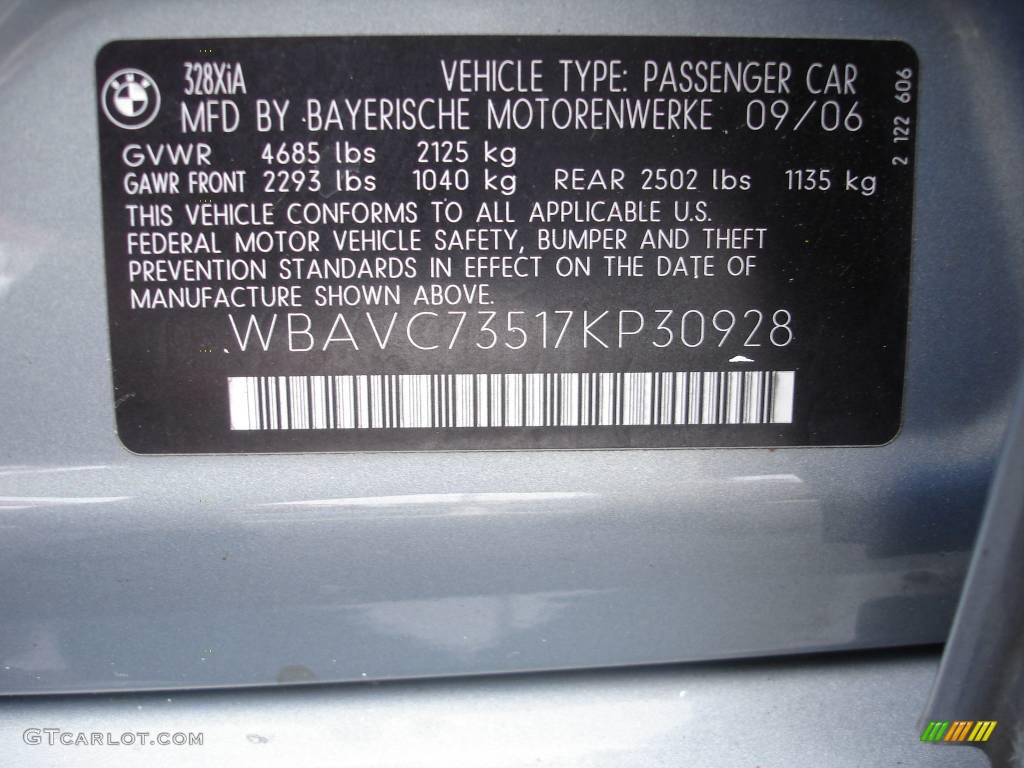 328XiA
VEHICLE TYPE: PASSENGER CAR
MFD BY BAYERISCHE MOTORENWERKE 09/06
GVWR 4685 lbs 2125 kg
GAWR FRONT 2293 lbs 1040 kg REAR 2502 lbs 1135 kg
THIS VEHICLE CONFORMS TO ALL APPLICABLE U.S.
FEDERAL MOTOR VEHICLE SAFETY, BUMPER AND THEFT
PREVENTION STANDARDS IN EFFECT ON THE DATE OF
MANUFACTURE SHOWN ABOVE.
WBAVC73517KP30928
2 122 606
GTCARLOT.COM